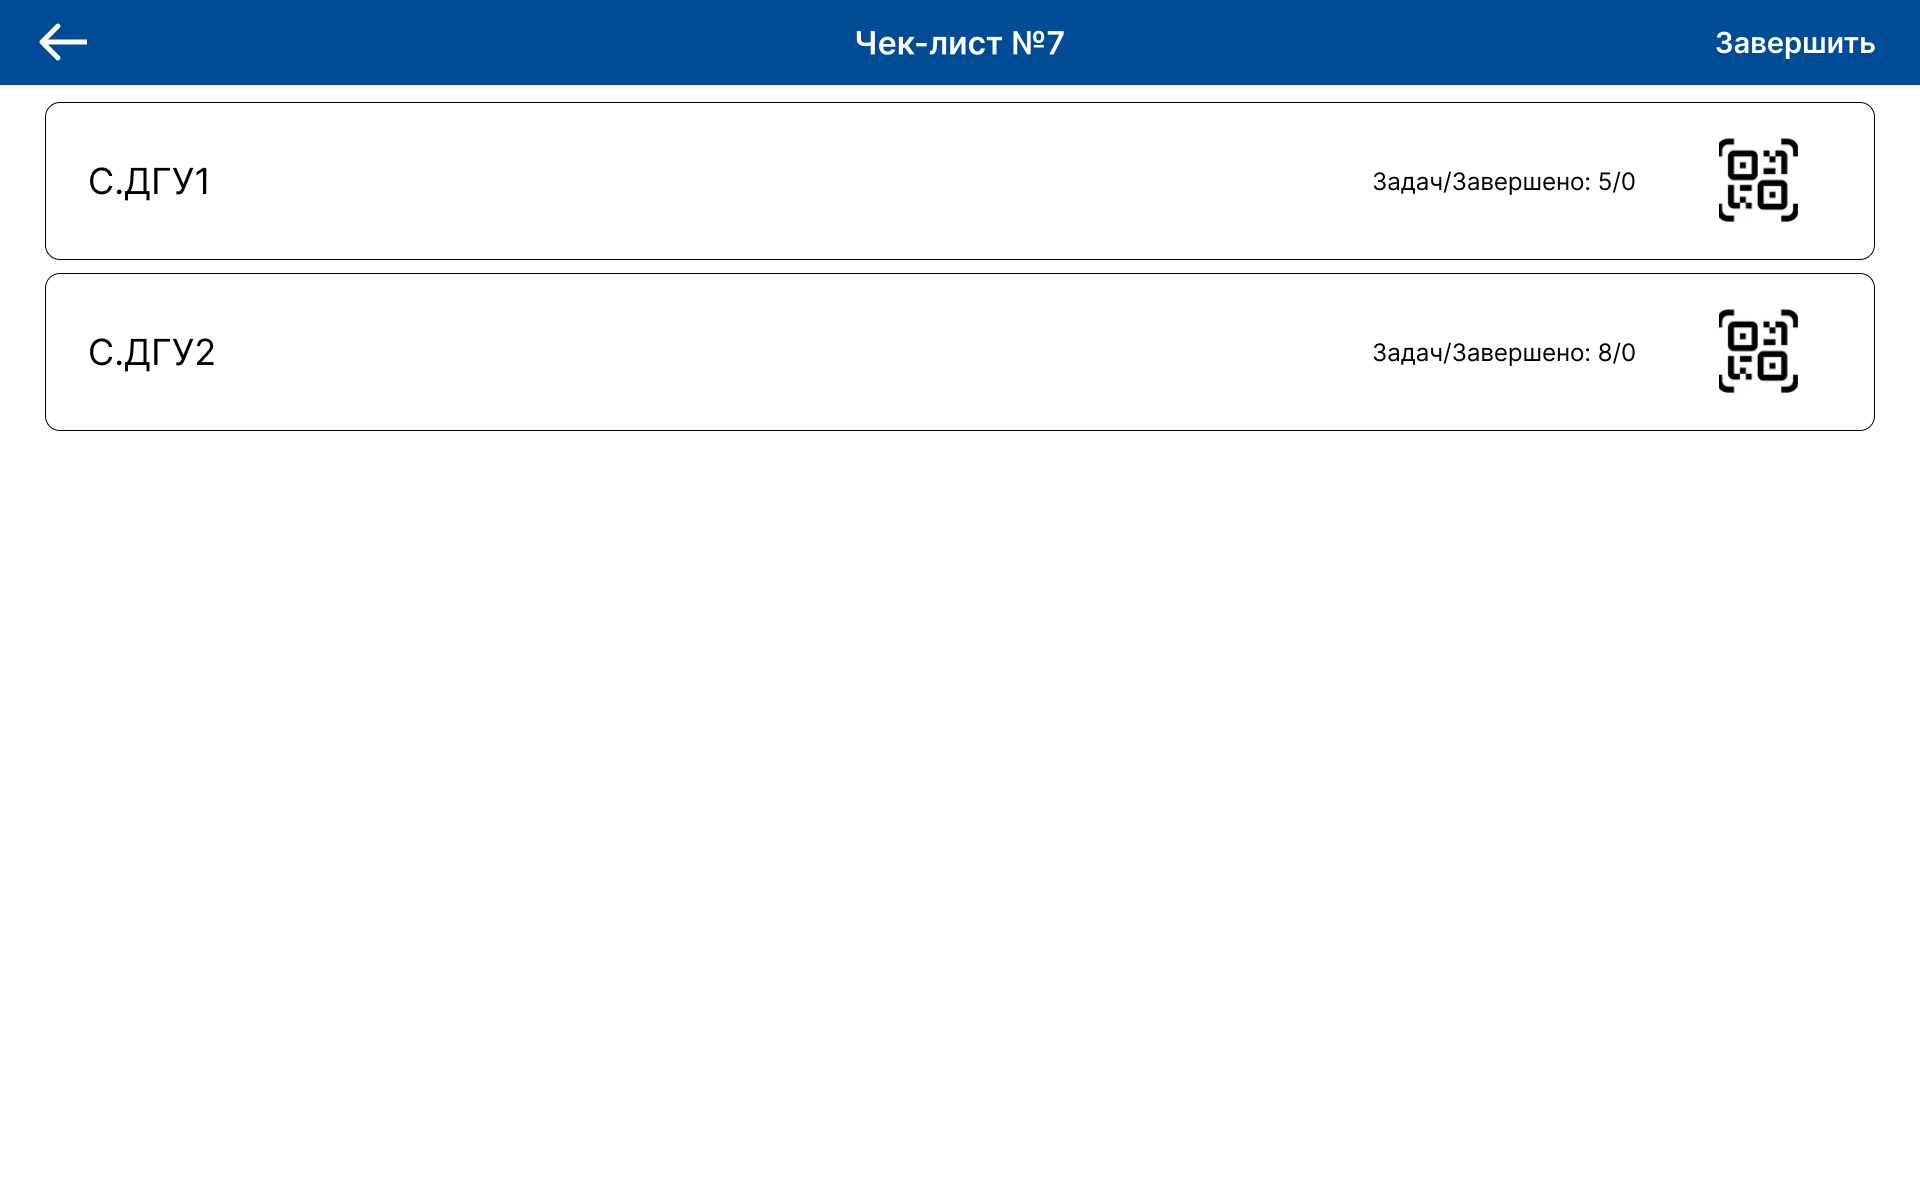 Чек-лист №7
Завершить
С.ДГУ1
Задач/Завершено: 5/0
С.ДГУ2
Задач/Завершено: 8/0